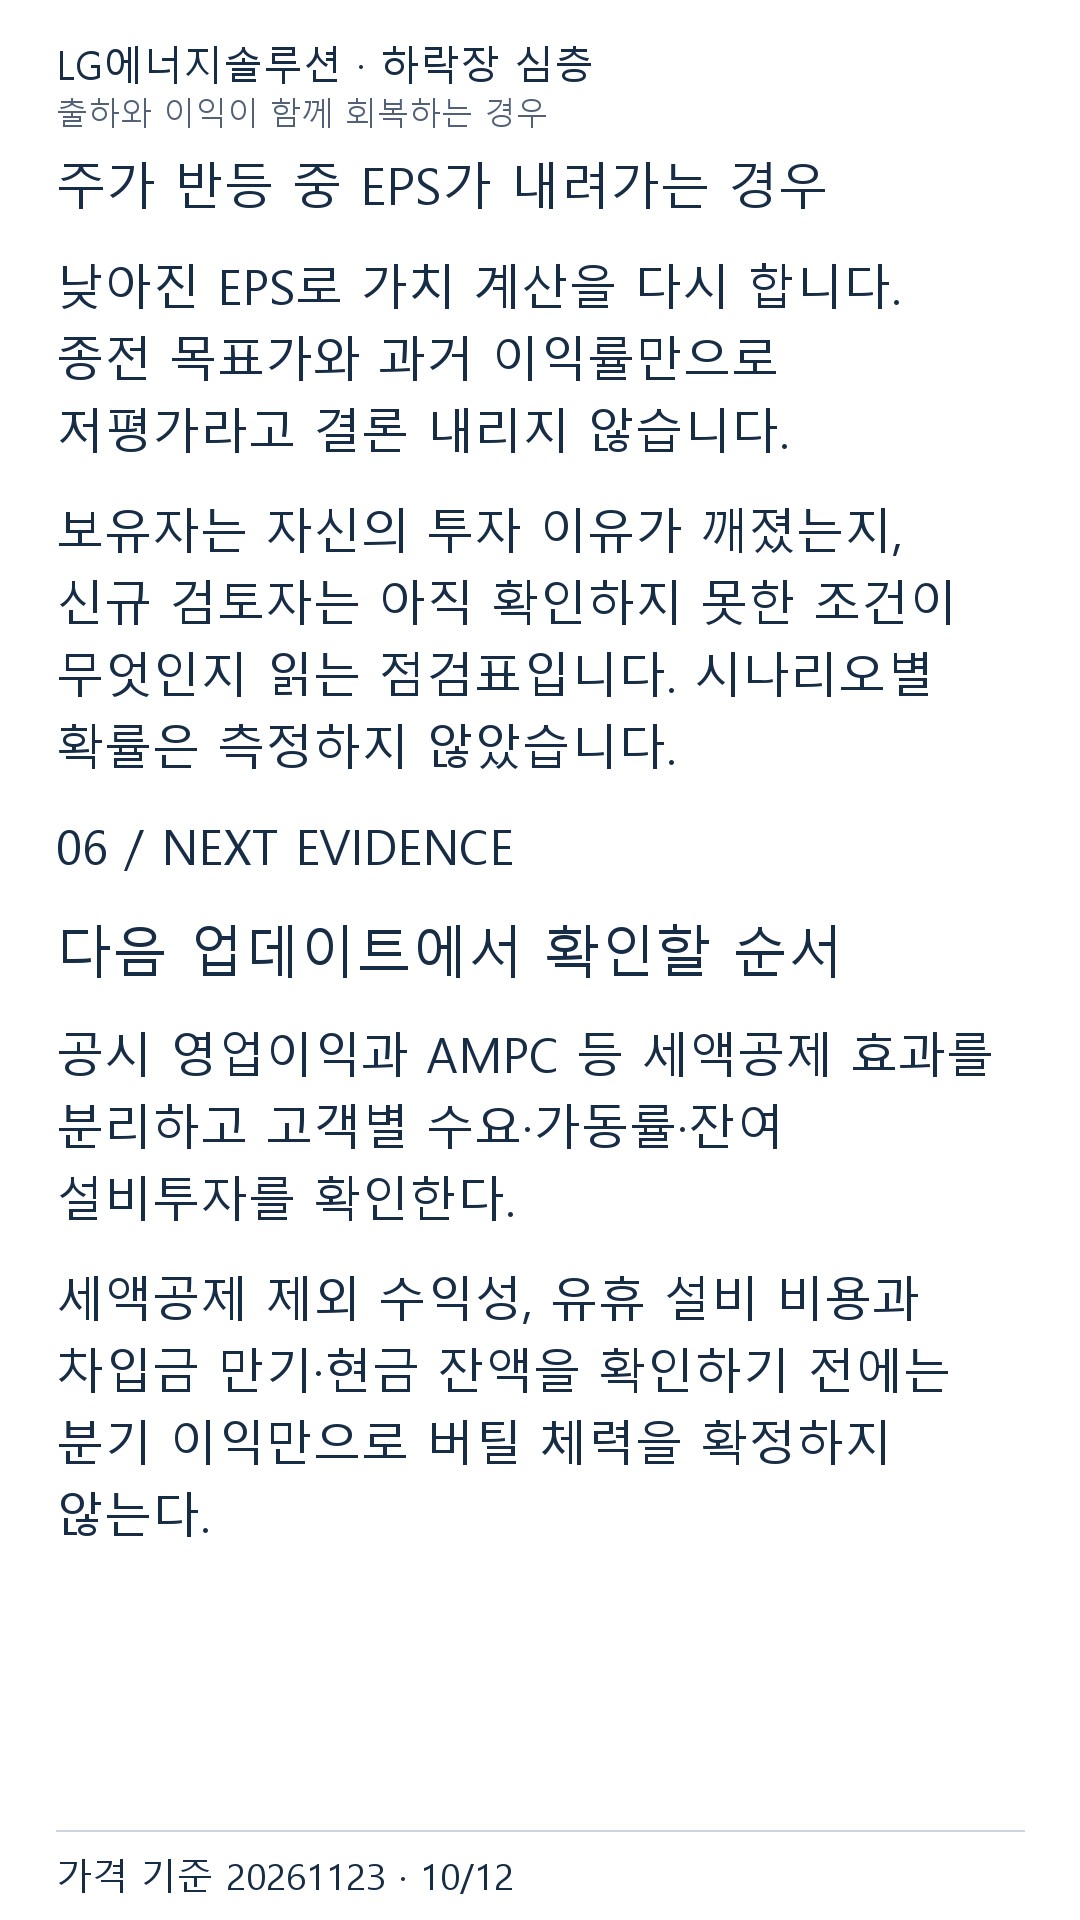 LG에너지솔루션 · 하락장 심층
출하와 이익이 함께 회복하는 경우
주가 반등 중 EPS가 내려가는 경우
낮아진 EPS로 가치 계산을 다시 합니다.
종전 목표가와 과거 이익률만으로
저평가라고 결론 내리지 않습니다.
보유자는 자신의 투자 이유가 깨졌는지,
신규 검토자는 아직 확인하지 못한 조건이
무엇인지 읽는 점검표입니다. 시나리오별
확률은 측정하지 않았습니다.
06 / NEXT EVIDENCE
다음 업데이트에서 확인할 순서
공시 영업이익과 AMPC 등 세액공제 효과를
분리하고 고객별 수요·가동률·잔여
설비투자를 확인한다.
세액공제 제외 수익성, 유휴 설비 비용과
차입금 만기·현금 잔액을 확인하기 전에는
분기 이익만으로 버틸 체력을 확정하지
않는다.
가격 기준 20261123 · 10/12